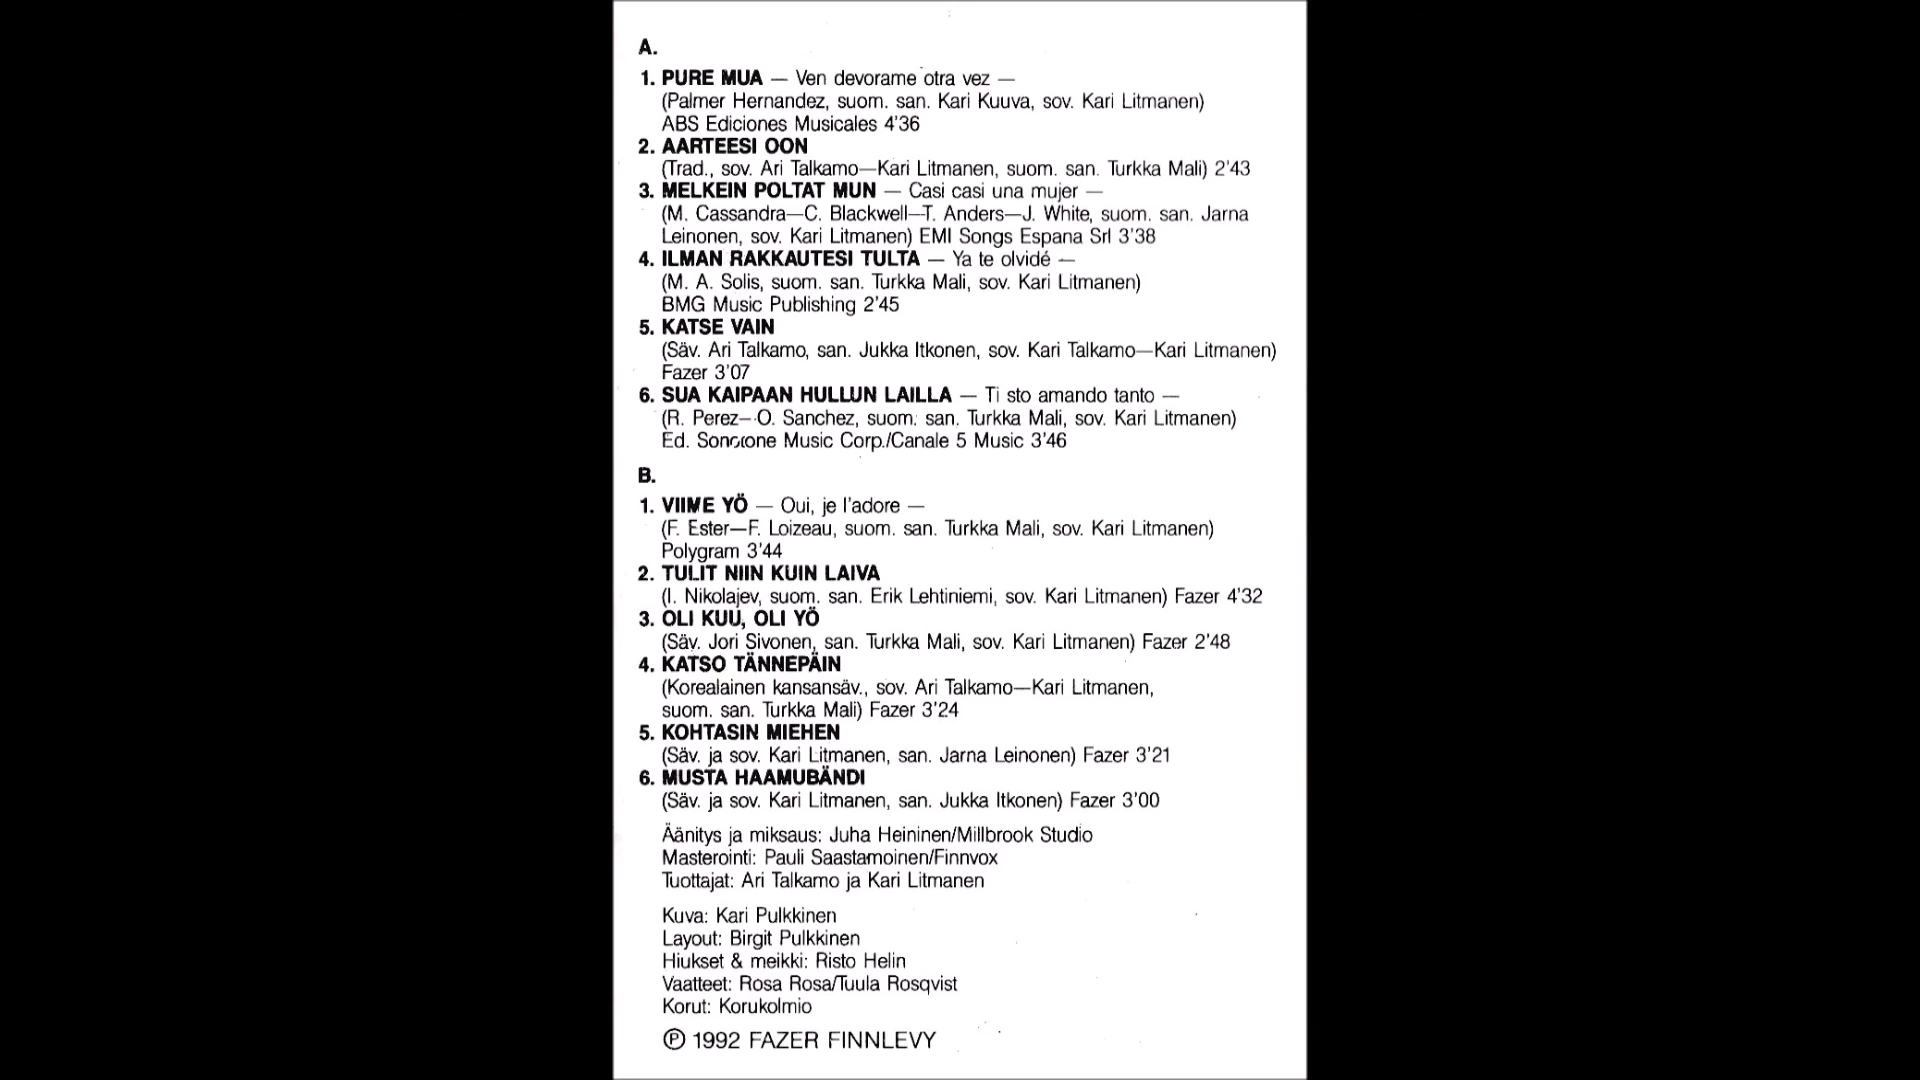 A.
1. PURE MUA — Ven devorame otra vez —
(Palmer Hernandez, suom. san. Kari Kuuva, sov. Kari Litmanen)
ABS Ediciones Musicales 4'36
2. AARTEESI OON
(Trad., sov. Ari Talkamo—Kari Litmanen, suom. san. Turkka Mali) 2'43
3. MELKEIN POLTAT MUN — Casi casi una mujer —
(M. Cassandra—C. Blackwell—T. Anders—J. White, suom. san. Jarna
Leinonen, sov. Kari Litmanen) EMI Songs Espana Srl 3'38
4. ILMAN RAKKAUTESI TULTA — Ya te olvidé —
(M. A. Solis, suom. san. Turkka Mali, sov. Kari Litmanen)
BMG Music Publishing 2'45
5. KATSE VAIN
(Säv. Ari Talkamo, san. Jukka Itkonen, sov. Kari Talkamo—Kari Litmanen)
Fazer 3'07
6. SUA KAIPAAN HULLUN LAILLA — Ti sto amando tanto —
(R. Perez—O. Sanchez, suom. san. Turkka Mali, sov. Kari Litmanen)
Ed. Music Corp./Canale 5 Music 3'46
B.
1. VIIME YÖ — Oui, je l'adore —
(F. Ester—F. Loizeau, suom. san. Turkka Mali, sov. Kari Litmanen)
Polygram 3'44
2. TULIT NIIN KUIN LAIVA
(I. Nikolajev, suom. san. Erik Lehtiniemi, sov. Kari Litmanen) Fazer 4'32
3. OLI KUU, OLI YÖ
(Säv. Jori Sivonen, san. Turkka Mali, sov. Kari Litmanen) Fazer 2'48
4. KATSO TÄNNEPÄIN
(Korealainen kansansäv., sov. Ari Talkamo—Kari Litmanen,
suom. san. Turkka Mali) Fazer 3'24
5. KOHTASIN MIEHEN
(Säv. ja sov. Kari Litmanen, san. Jarna Leinonen) Fazer 3'21
6. MUSTA HAAMUBÄNDI
(Säv. ja sov. Kari Litmanen, san. Jukka Itkonen) Fazer 3'00
Äänitys ja miksaus: Juha Heininen/Millbrook Studio
Masterointi: Pauli Saastamoinen/Finnvox
Tuottajat: Ari Talkamo ja Kari Litmanen
Kuva: Kari Pulkkinen
Layout: Birgit Pulkkinen
Hiukset & meikki: Risto Helin
Vaatteet: Rosa Rosa/Tuula Rosqvist
Korut: Korukolmio
℗ 1992 FAZER FINNLEVY